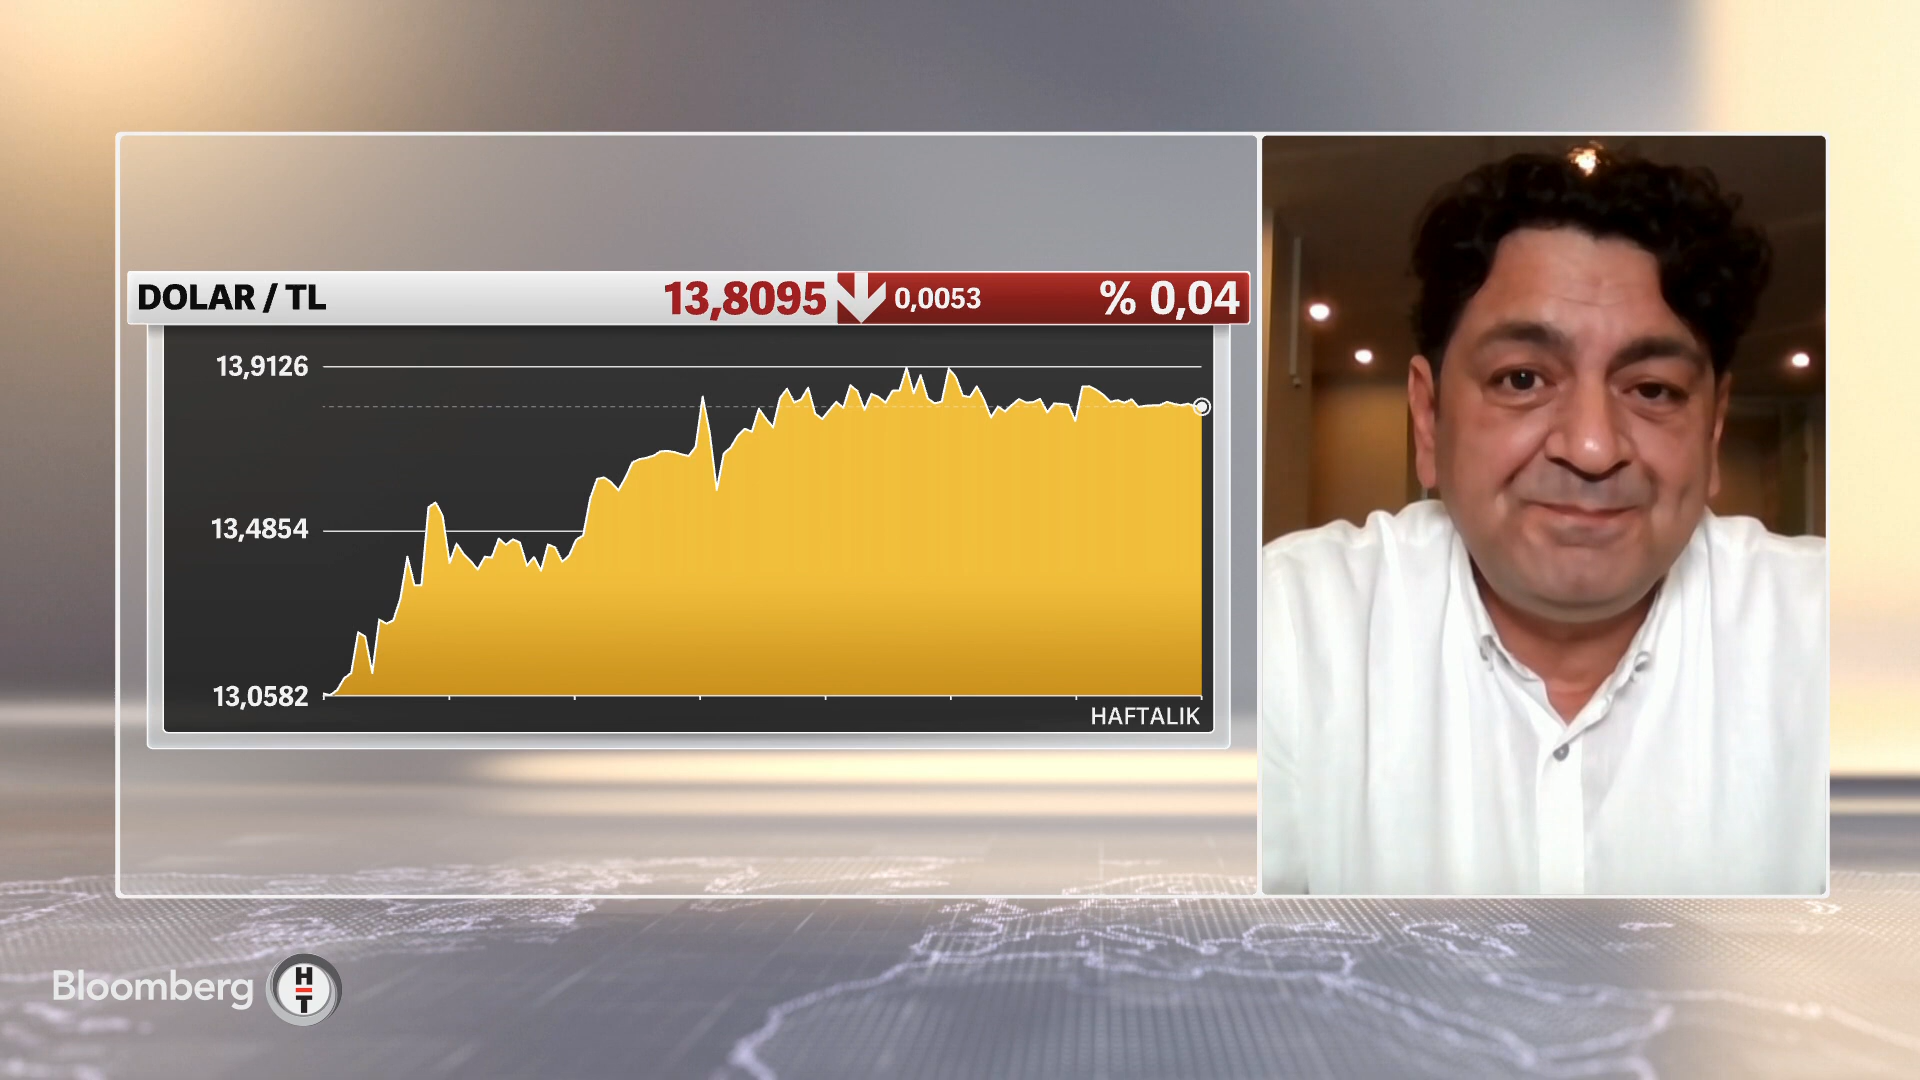 DOLAR / TL 13,8095 0,0053 % 0,04
13,9126
13,4854
13,0582
HAFTALIK
Bloomberg HT